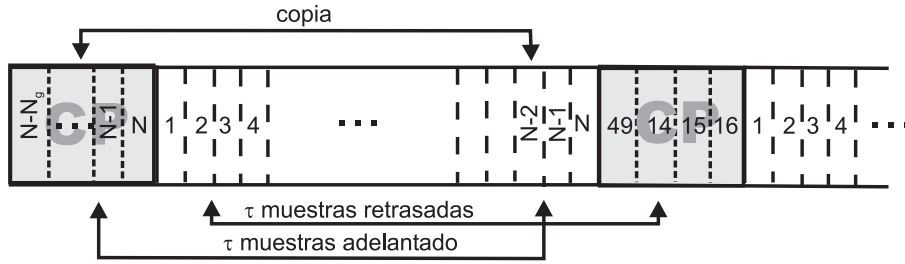 copia
CP
N-N_g ... N-1 N 1 2 3 4 ... N-2 N-1 N 49 14 15 16 1 2 3 4 ...
CP
τ muestras retrasadas
τ muestras adelantado